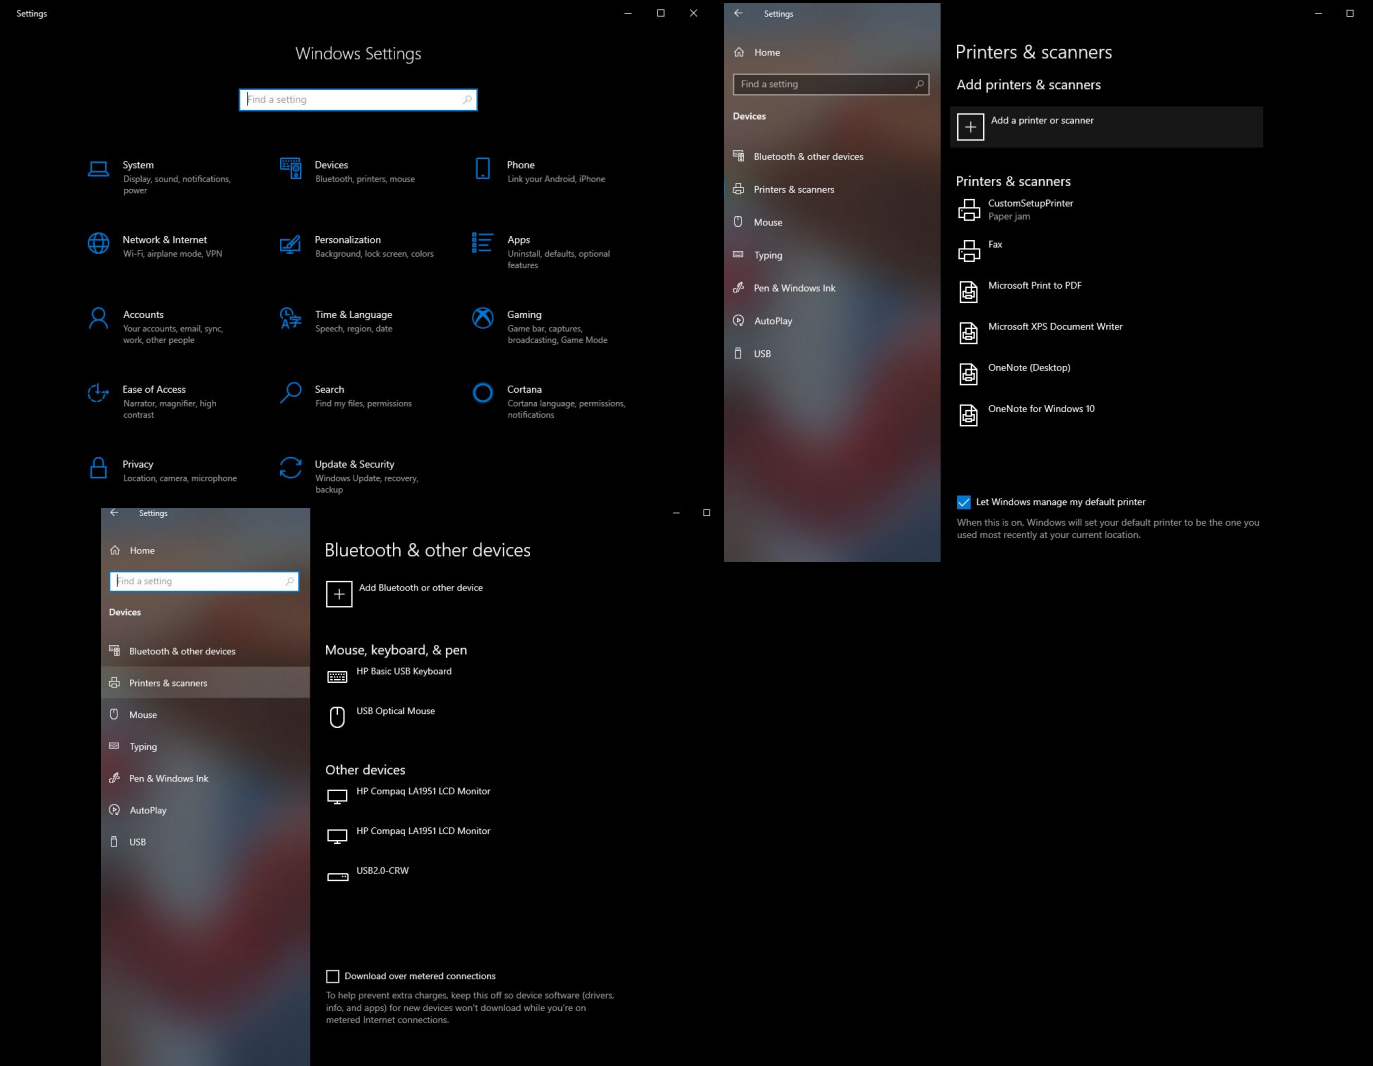 Settings
Windows Settings
Find a setting
System
Display, sound, notifications,
power
Devices
Bluetooth, printers, mouse
Phone
Link your Android, iPhone
Network & Internet
Wi-Fi, airplane mode, VPN
Personalization
Background, lock screen, colors
Apps
Uninstall, defaults, optional
features
Accounts
Your accounts, email, sync,
work, other people
Time & Language
Speech, region, date
Gaming
Game bar, captures,
broadcasting, Game Mode
Ease of Access
Narrator, magnifier, high
contrast
Search
Find my files, permissions
Cortana
Cortana language, permissions,
notifications
Privacy
Location, camera, microphone
Update & Security
Windows Update, recovery,
backup
Settings
Home
Find a setting
Devices
Bluetooth & other devices
Printers & scanners
Mouse
Typing
Pen & Windows Ink
AutoPlay
USB
Printers & scanners
Add printers & scanners
Add a printer or scanner
Printers & scanners
CustomSetupPrinter
Paper jam
Fax
Microsoft Print to PDF
Microsoft XPS Document Writer
OneNote (Desktop)
OneNote for Windows 10
Let Windows manage my default printer
When this is on, Windows will set your default printer to be the one you
used most recently at your current location.
Settings
Home
Find a setting
Devices
Bluetooth & other devices
Printers & scanners
Mouse
Typing
Pen & Windows Ink
AutoPlay
USB
Bluetooth & other devices
Add Bluetooth or other device
Mouse, keyboard, & pen
HP Basic USB Keyboard
USB Optical Mouse
Other devices
HP Compaq LA1951 LCD Monitor
HP Compaq LA1951 LCD Monitor
USB2.0-CRW
Download over metered connections
To help prevent extra charges, keep this off so device software (drivers,
info, and apps) for new devices won't download while you're on
metered Internet connections.